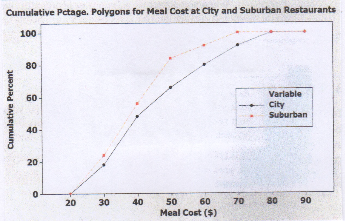 Cumulative Pctage. Polygons for Meal Cost at City and Suburban Restaurants
100
80
60
40
20
0
Cumulative Percent
Variable
City
Suburban
20 30 40 50 60 70 80 90
Meal Cost ($)